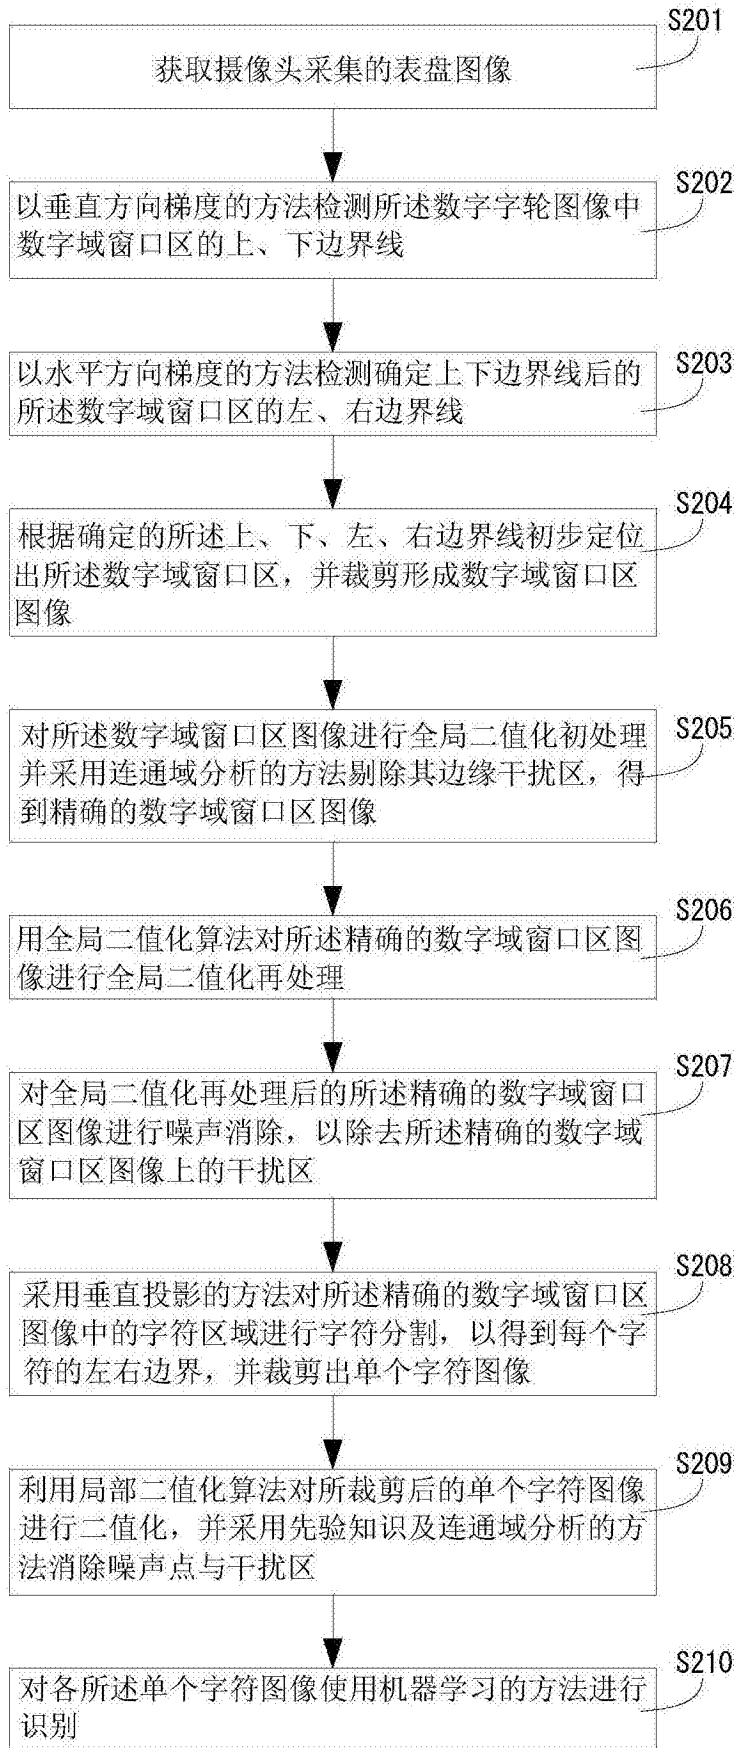 S201
获取摄像头采集的表盘图像
S202
以垂直方向梯度的方法检测所述数字字轮图像中
数字域窗口区的上、下边界线
S203
以水平方向梯度的方法检测确定上下边界线后的
所述数字域窗口区的左、右边界线
S204
根据确定的所述上、下、左、右边界线初步定位
出所述数字域窗口区，并裁剪形成数字域窗口区
图像
S205
对所述数字域窗口区图像进行全局二值化初处理
并采用连通域分析的方法剔除其边缘干扰区，得
到精确的数字域窗口区图像
S206
用全局二值化算法对所述精确的数字域窗口区图
像进行全局二值化再处理
S207
对全局二值化再处理后的所述精确的数字域窗口
区图像进行噪声消除，以除去所述精确的数字域
窗口区图像上的干扰区
S208
采用垂直投影的方法对所述精确的数字域窗口区
图像中的字符区域进行字符分割，以得到每个字
符的左右边界，并裁剪出单个字符图像
S209
利用局部二值化算法对所裁剪后的单个字符图像
进行二值化，并采用先验知识及连通域分析的方
法消除噪声点与干扰区
S210
对各所述单个字符图像使用机器学习的方法进行
识别